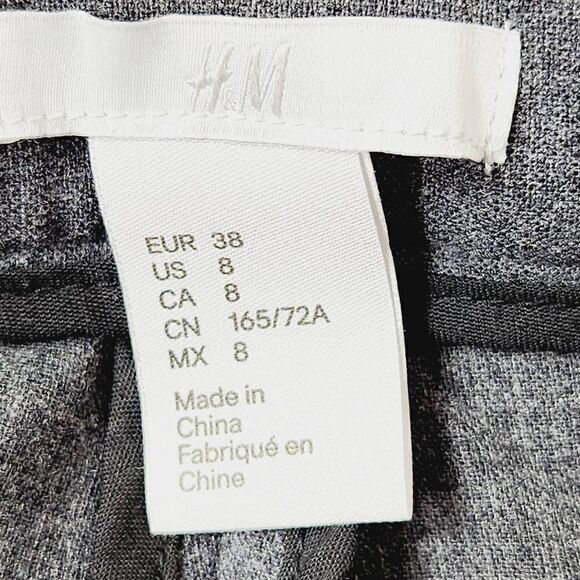 H&M
EUR 38
US 8
CA 8
CN 165/72A
MX 8
Made in
China
Fabriqué en
Chine